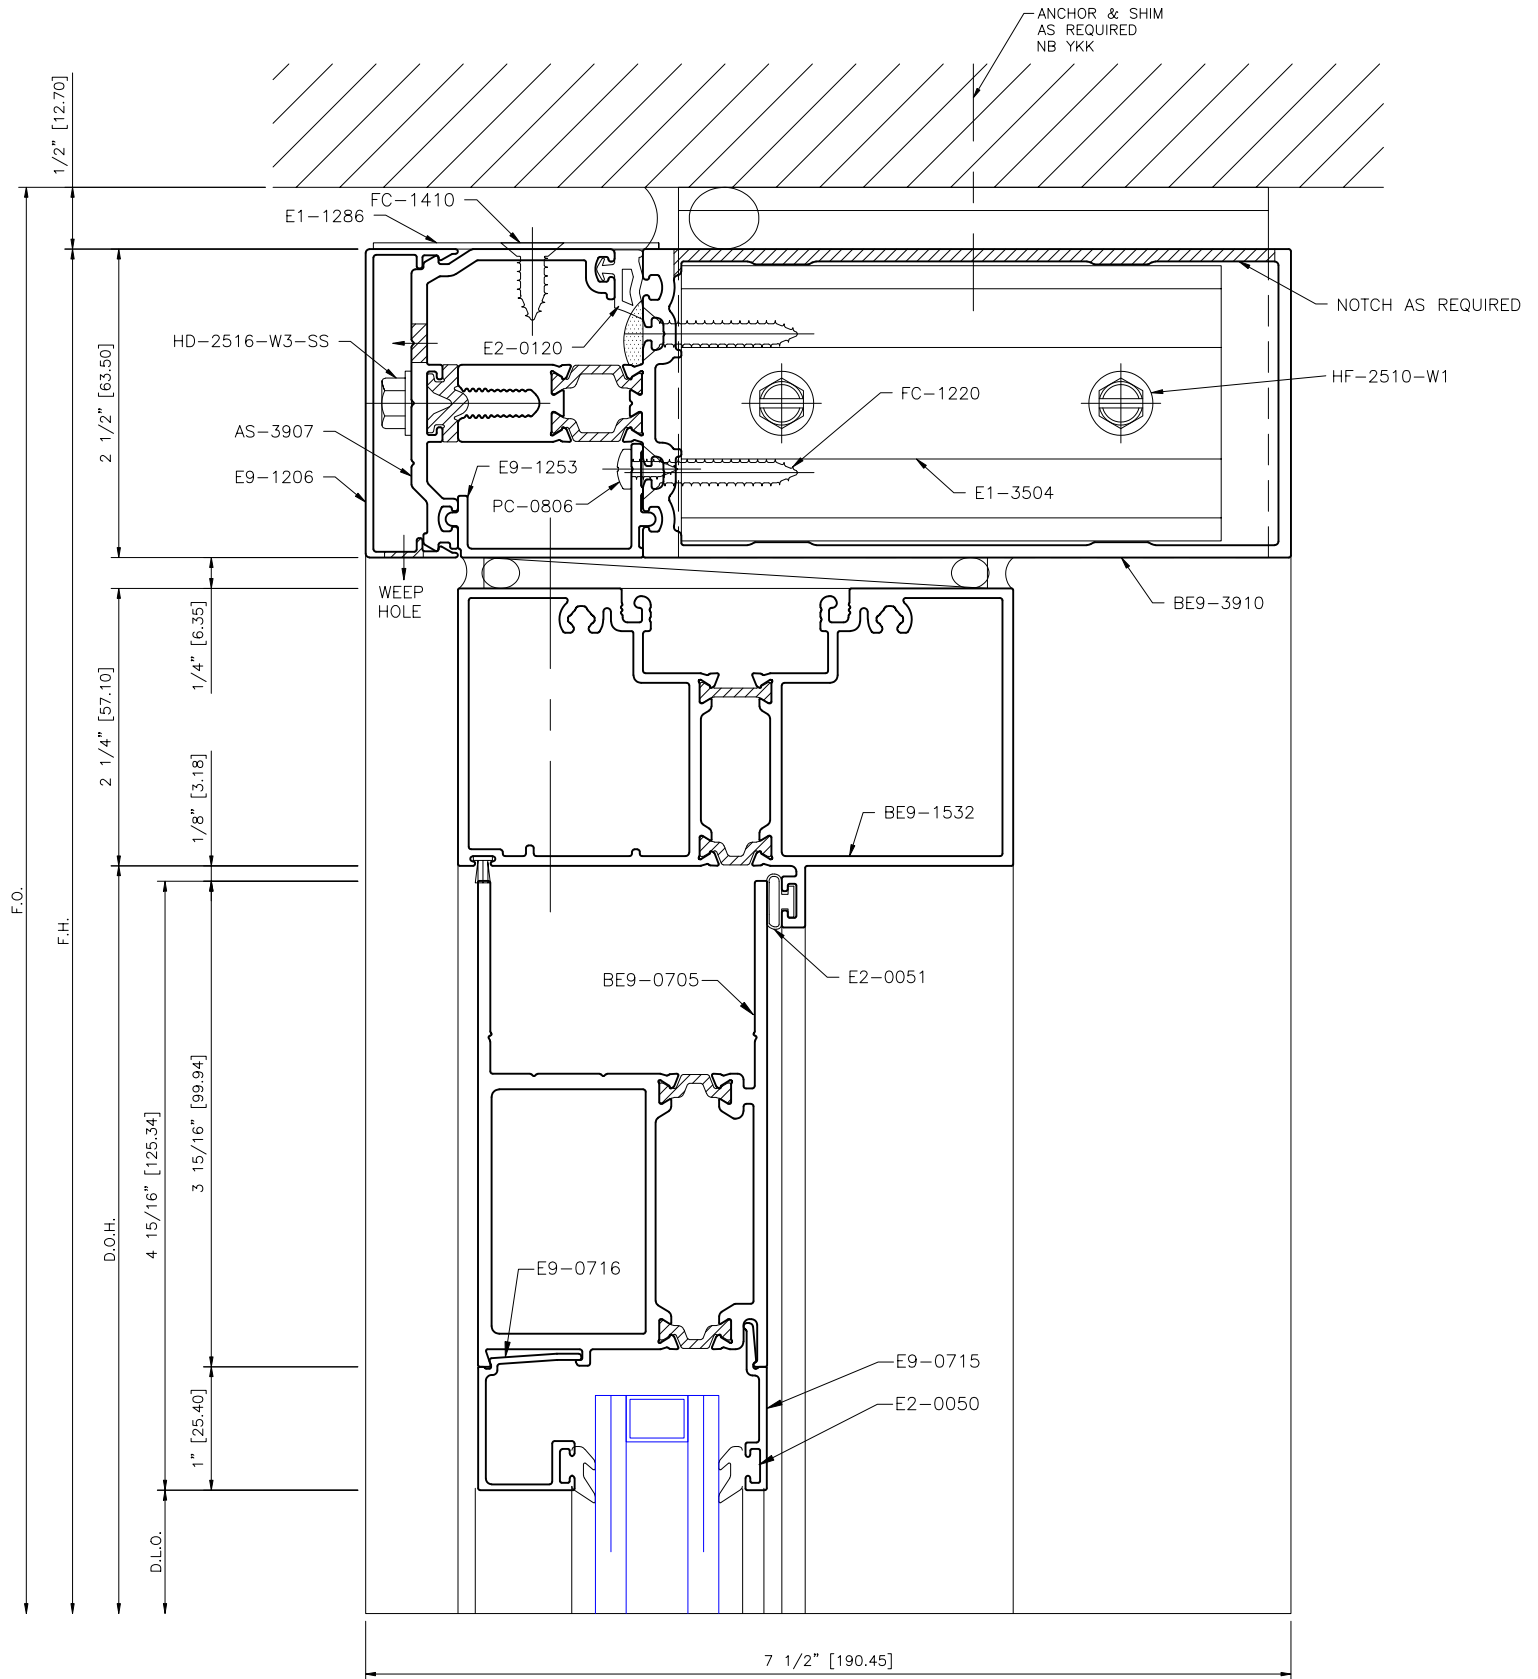 ANCHOR & SHIM
AS REQUIRED
NB YKK
1/2" [12.70]
FC-1410
E1-1286
NOTCH AS REQUIRED
HD-2516-W3-SS
E2-0120
HF-2510-W1
FC-1220
2 1/2" [63.50]
AS-3907
E9-1253
E9-1206
PC-0806
E1-3504
WEEP
HOLE
BE9-3910
1/4" [6.35]
2 1/4" [57.10]
1/8" [3.18]
BE9-1532
F.O.
F.H.
BE9-0705
E2-0051
3 15/16" [99.94]
4 15/16" [125.34]
D.O.H.
E9-0716
E9-0715
E2-0050
1" [25.40]
D.L.O.
7 1/2" [190.45]